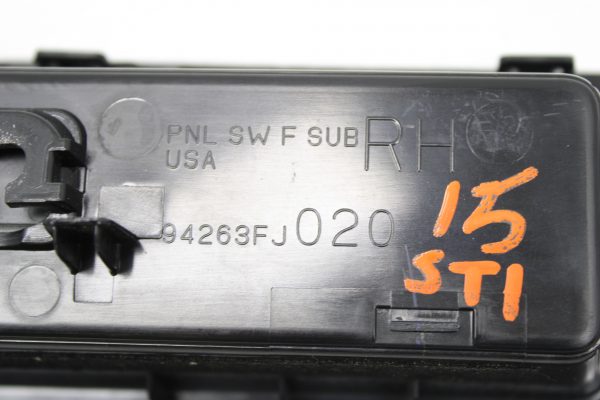 PNL SW F SUB RH
USA
94263FJ020
15
STI